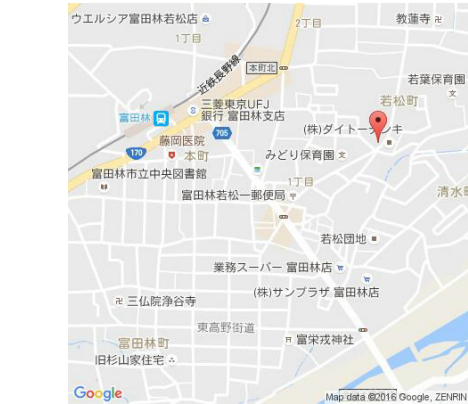 ウエルシア富田林若松店
教蓮寺
2丁目
1丁目
近鉄長野線
本町北
若葉保育園
若松町
三菱東京UFJ
銀行 富田林支店
富田林
(株)ダイトーデンキ
705
藤岡医院
本町
みどり保育園
170
富田林市立中央図書館
1丁目
清水町
富田林若松一郵便局
若松団地
業務スーパー 富田林店
(株)サンプラザ 富田林店
三仏院浄谷寺
東高野街道
富栄戎神社
富田林町
旧杉山家住宅
Google
Map data ©2016 Google, ZENRIN